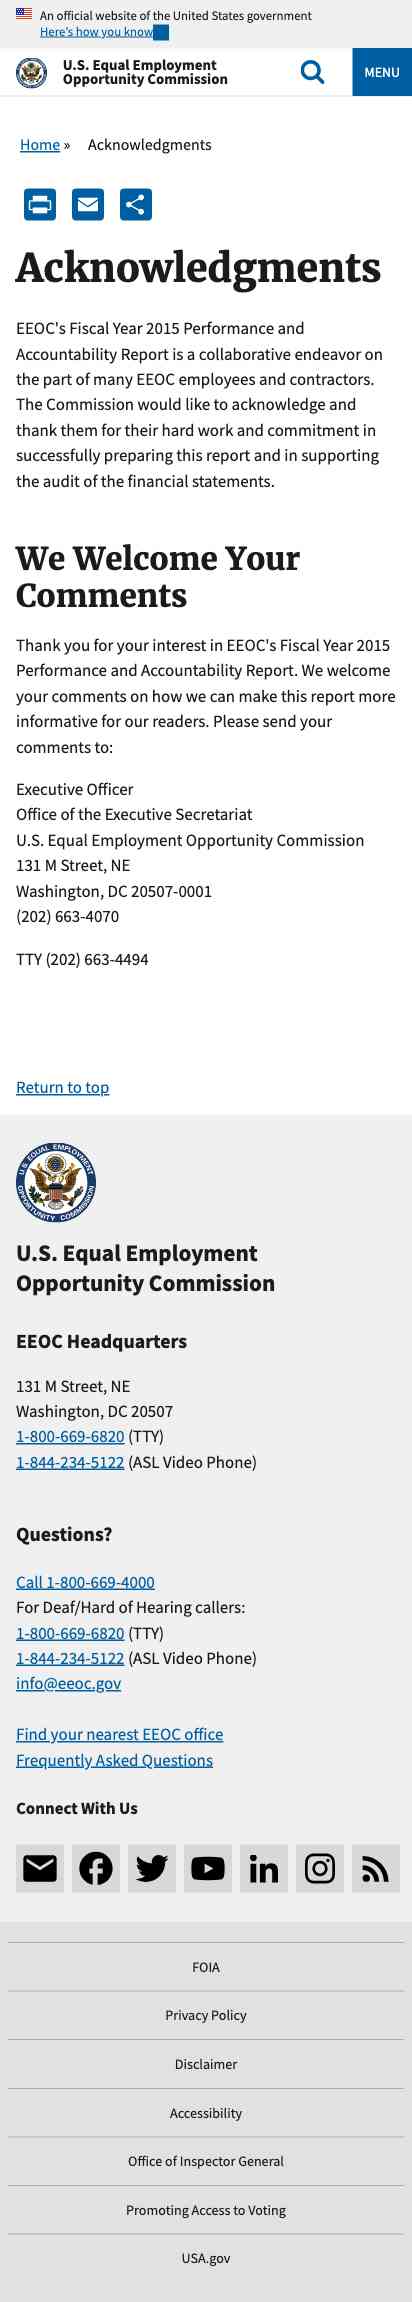 An official website of the United States government
Here's how you know
U.S. Equal Employment
Opportunity Commission
MENU
Home » Acknowledgments
Acknowledgments
EEOC's Fiscal Year 2015 Performance and
Accountability Report is a collaborative endeavor on
the part of many EEOC employees and contractors.
The Commission would like to acknowledge and
thank them for their hard work and commitment in
successfully preparing this report and in supporting
the audit of the financial statements.
We Welcome Your
Comments
Thank you for your interest in EEOC's Fiscal Year 2015
Performance and Accountability Report. We welcome
your comments on how we can make this report more
informative for our readers. Please send your
comments to:
Executive Officer
Office of the Executive Secretariat
U.S. Equal Employment Opportunity Commission
131 M Street, NE
Washington, DC 20507-0001
(202) 663-4070
TTY (202) 663-4494
Return to top
U.S. EQUAL EMPLOYMENT
OPPORTUNITY COMMISSION
U.S. Equal Employment
Opportunity Commission
EEOC Headquarters
131 M Street, NE
Washington, DC 20507
1-800-669-6820 (TTY)
1-844-234-5122 (ASL Video Phone)
Questions?
Call 1-800-669-4000
For Deaf/Hard of Hearing callers:
1-800-669-6820 (TTY)
1-844-234-5122 (ASL Video Phone)
info@eeoc.gov
Find your nearest EEOC office
Frequently Asked Questions
Connect With Us
FOIA
Privacy Policy
Disclaimer
Accessibility
Office of Inspector General
Promoting Access to Voting
USA.gov